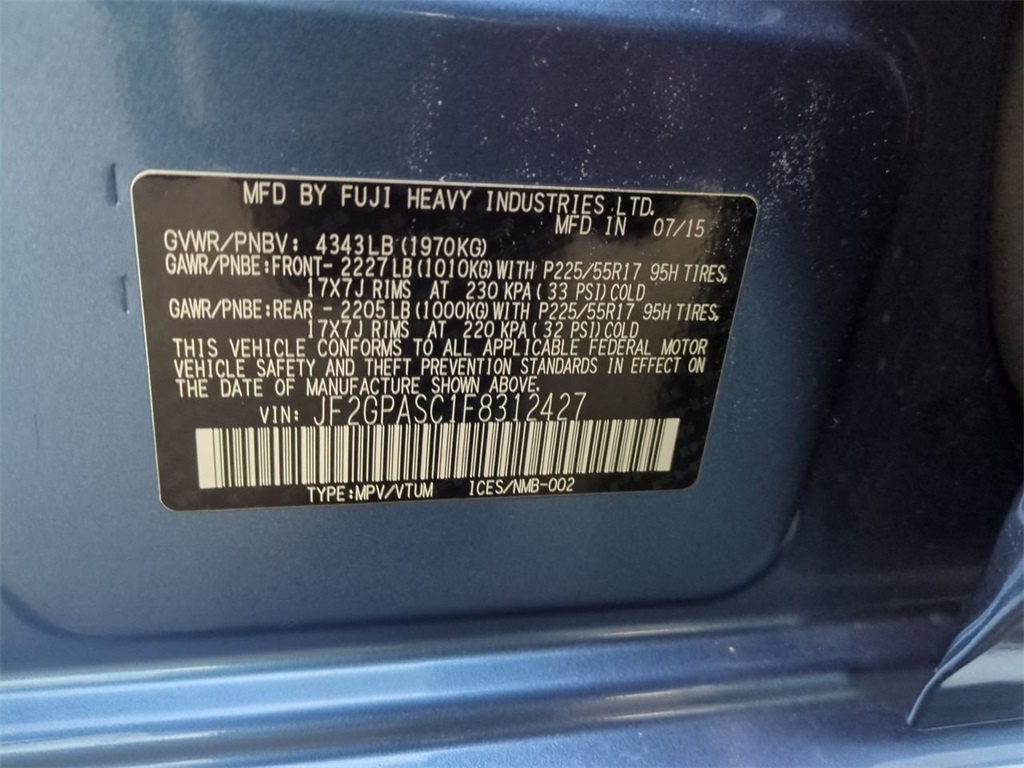 MFD BY FUJI HEAVY INDUSTRIES LTD.
MFD IN 07/15
GVWR/PNBV: 4343LB(1970KG)
GAWR/PNBE:FRONT- 2227LB(1010KG)WITH P225/55R17 95H TIRES,
17X7J RIMS AT 230 KPA( 33 PSI)COLD
GAWR/PNBE:REAR - 2205LB(1000KG)WITH P225/55R17 95H TIRES,
17X7J RIMS AT 220 KPA( 32 PSI)COLD
THIS VEHICLE CONFORMS TO ALL APPLICABLE FEDERAL MOTOR
VEHICLE SAFETY AND THEFT PREVENTION STANDARDS IN EFFECT ON
THE DATE OF MANUFACTURE SHOWN ABOVE.
VIN: JF2GPASC1F8312427
TYPE:MPV/VTUM ICES/NMB-002